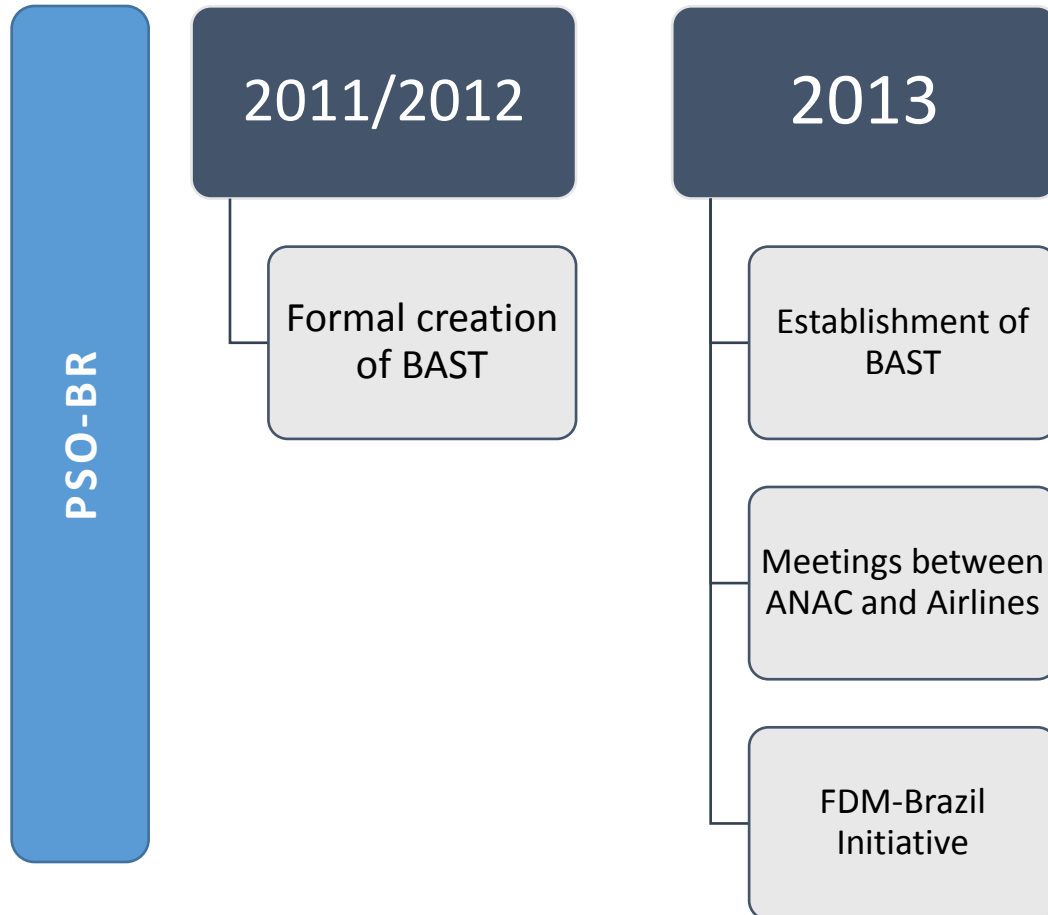 PSO-BR
2011/2012
Formal creation
of BAST
2013
Establishment of
BAST
Meetings between
ANAC and Airlines
FDM-Brazil
Initiative